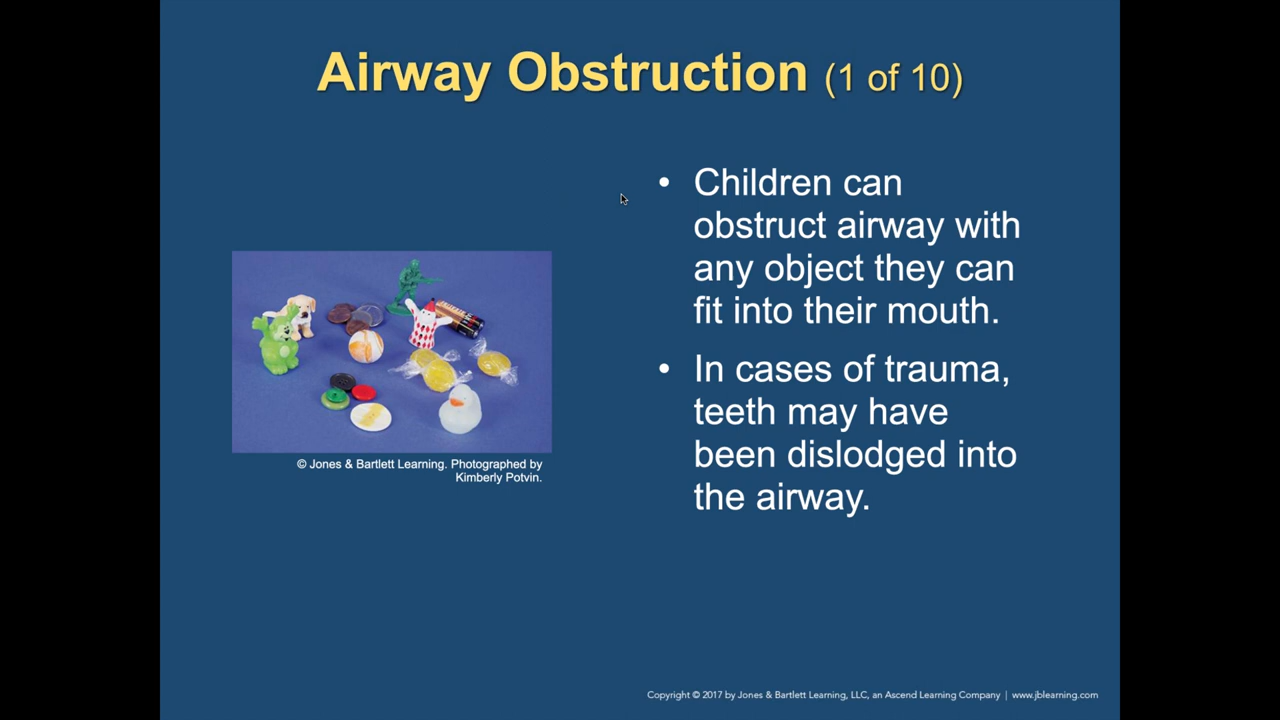 Airway Obstruction (1 of 10)
• Children can
obstruct airway with
any object they can
fit into their mouth.
• In cases of trauma,
teeth may have
been dislodged into
the airway.
© Jones & Bartlett Learning. Photographed by
Kimberly Potvin.
Copyright © 2017 by Jones & Bartlett Learning, LLC, an Ascend Learning Company | www.jblearning.com